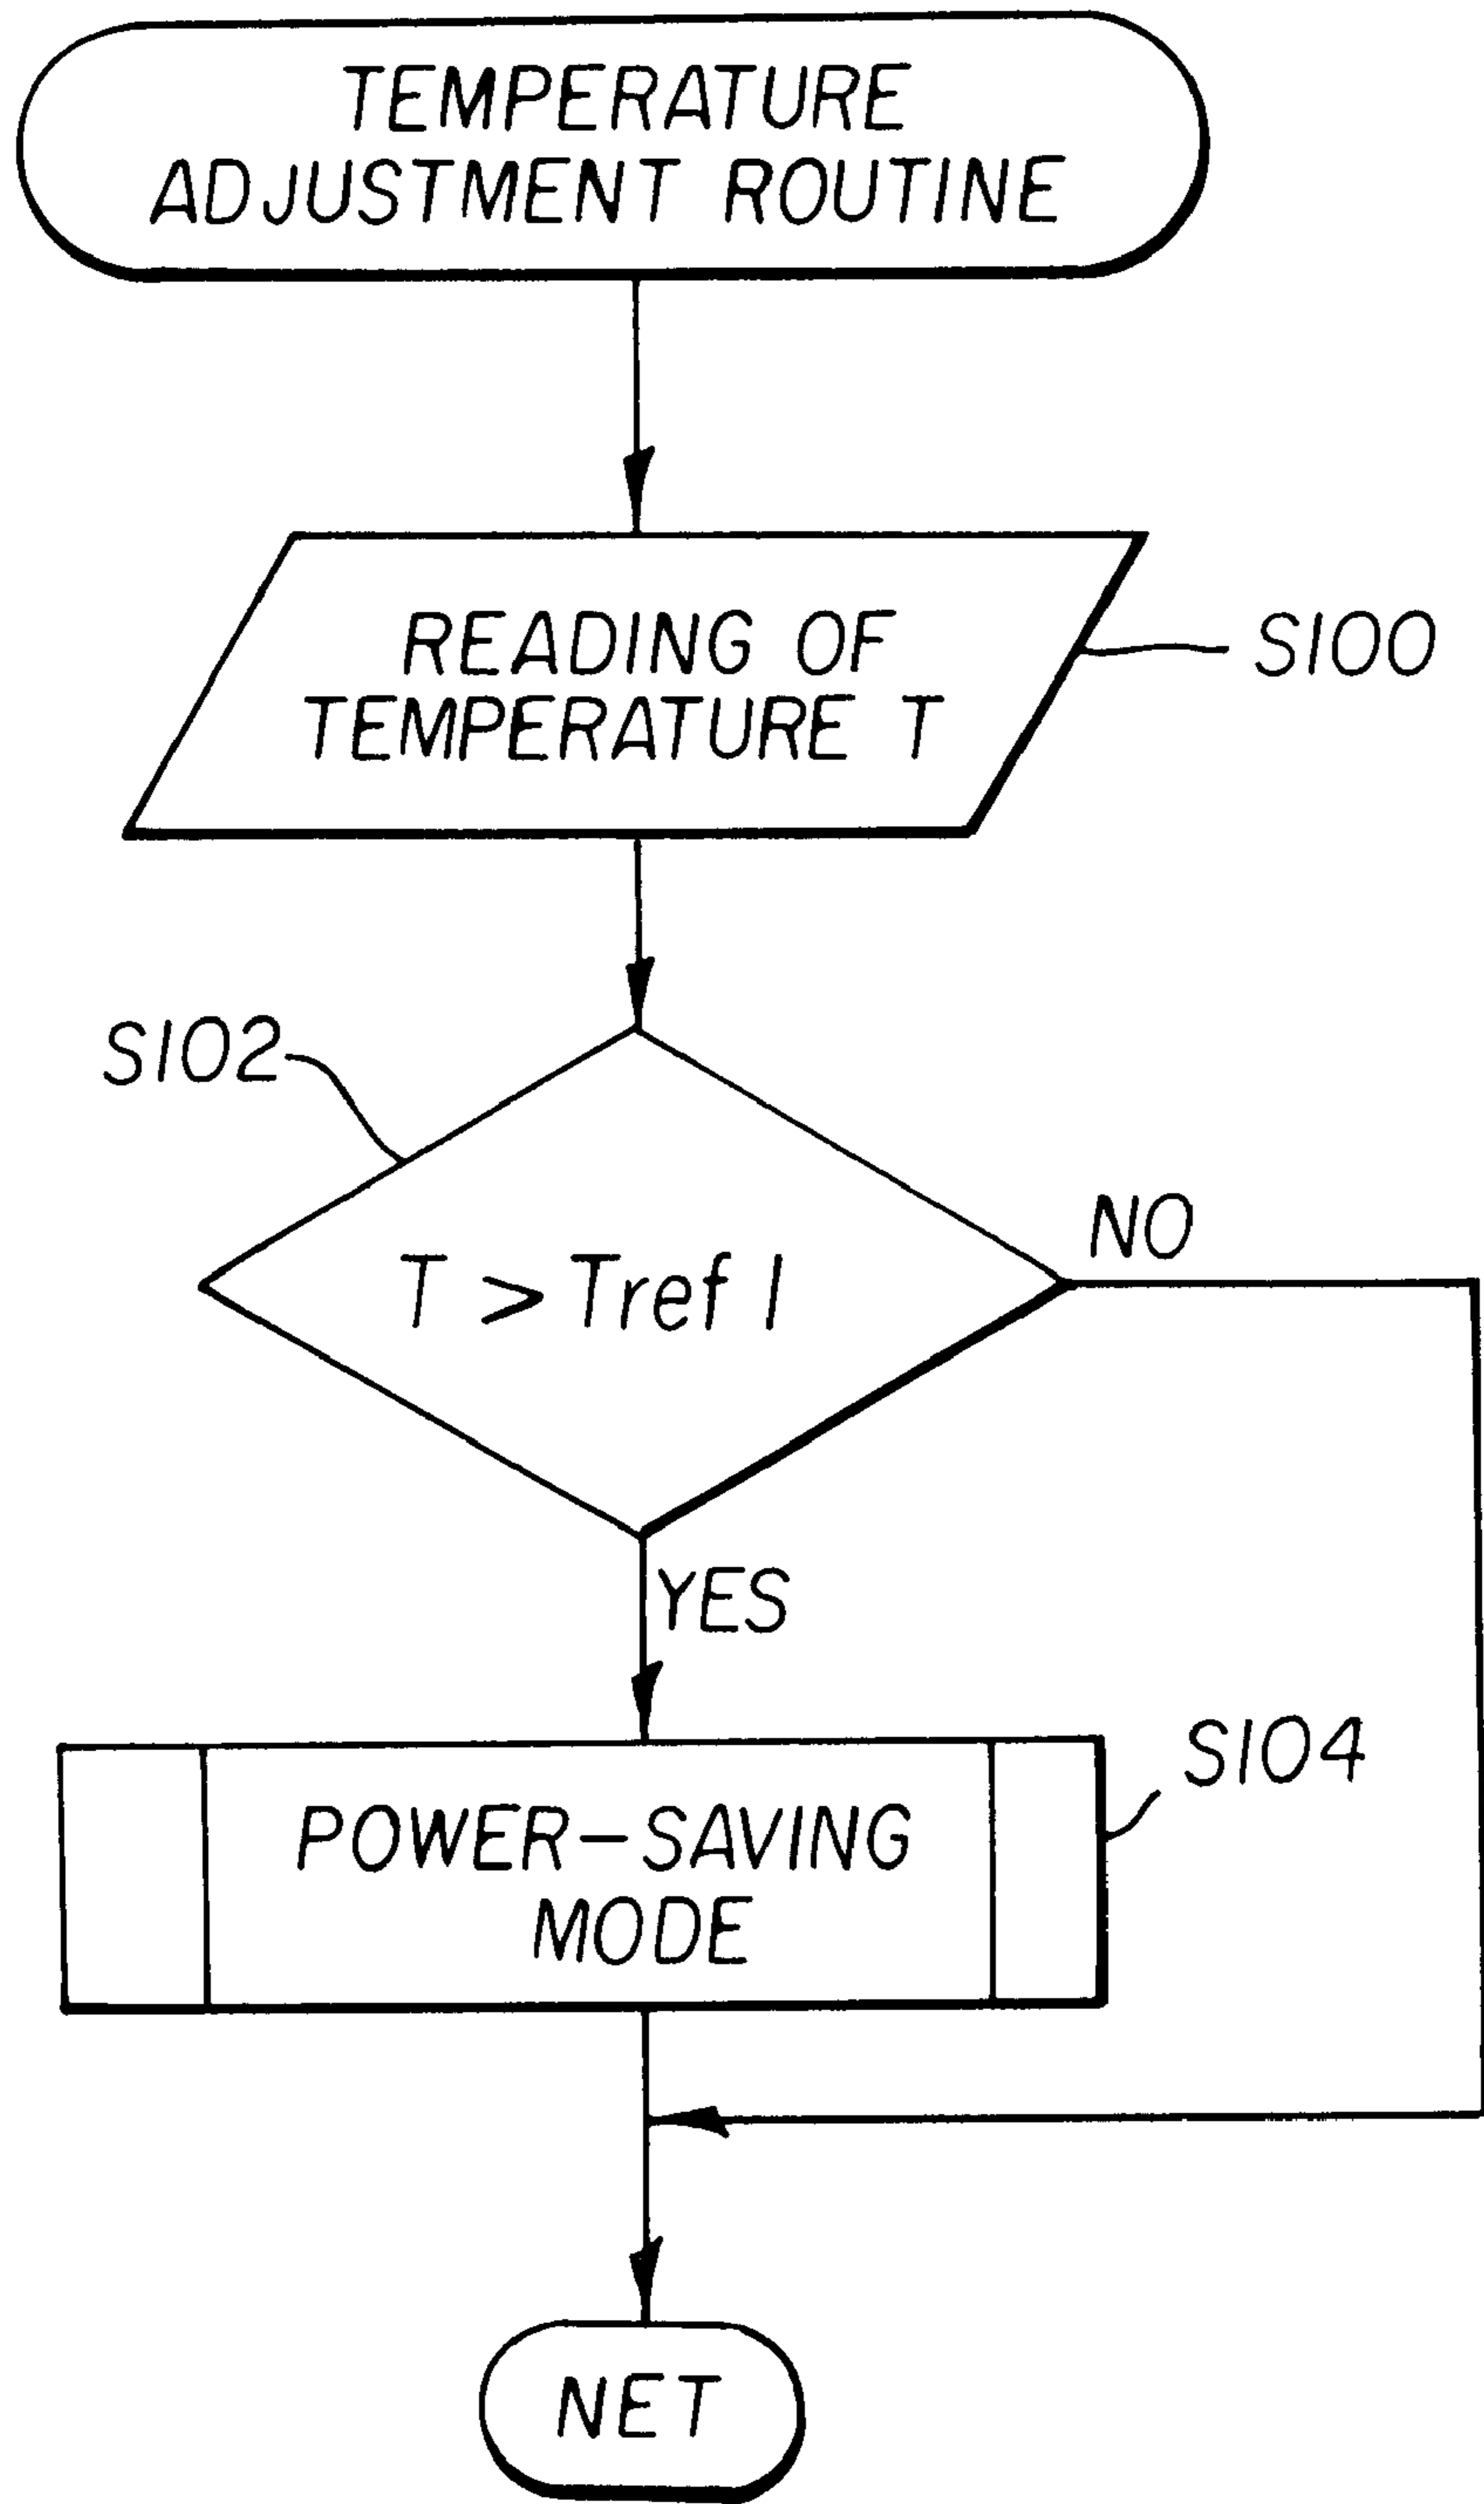 TEMPERATURE
ADJUSTMENT ROUTINE
READING OF
TEMPERATURE T
S100
S102
T > Tref 1
NO
YES
S104
POWER-SAVING
MODE
NET